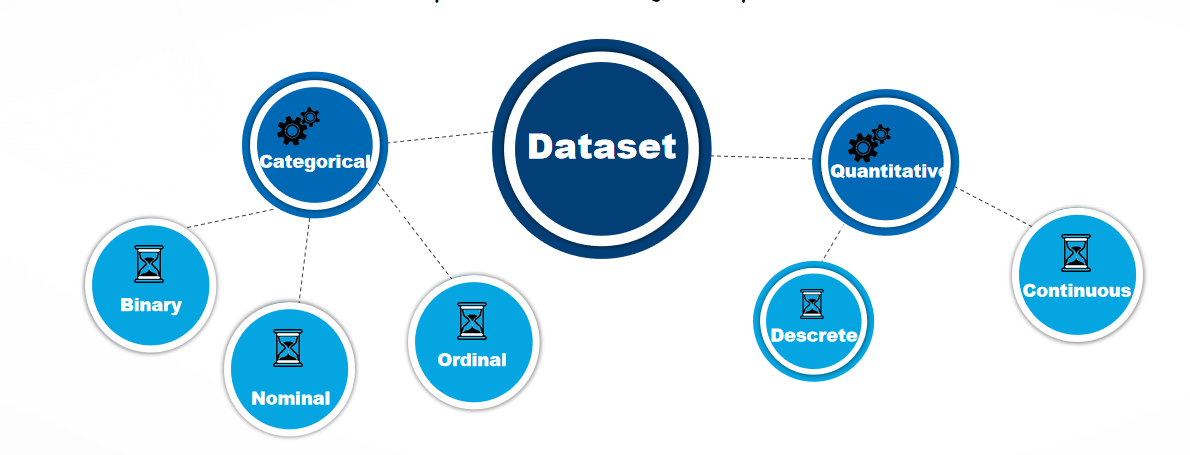 Dataset
Categorical
Quantitative
Binary
Nominal
Ordinal
Descrete
Continuous